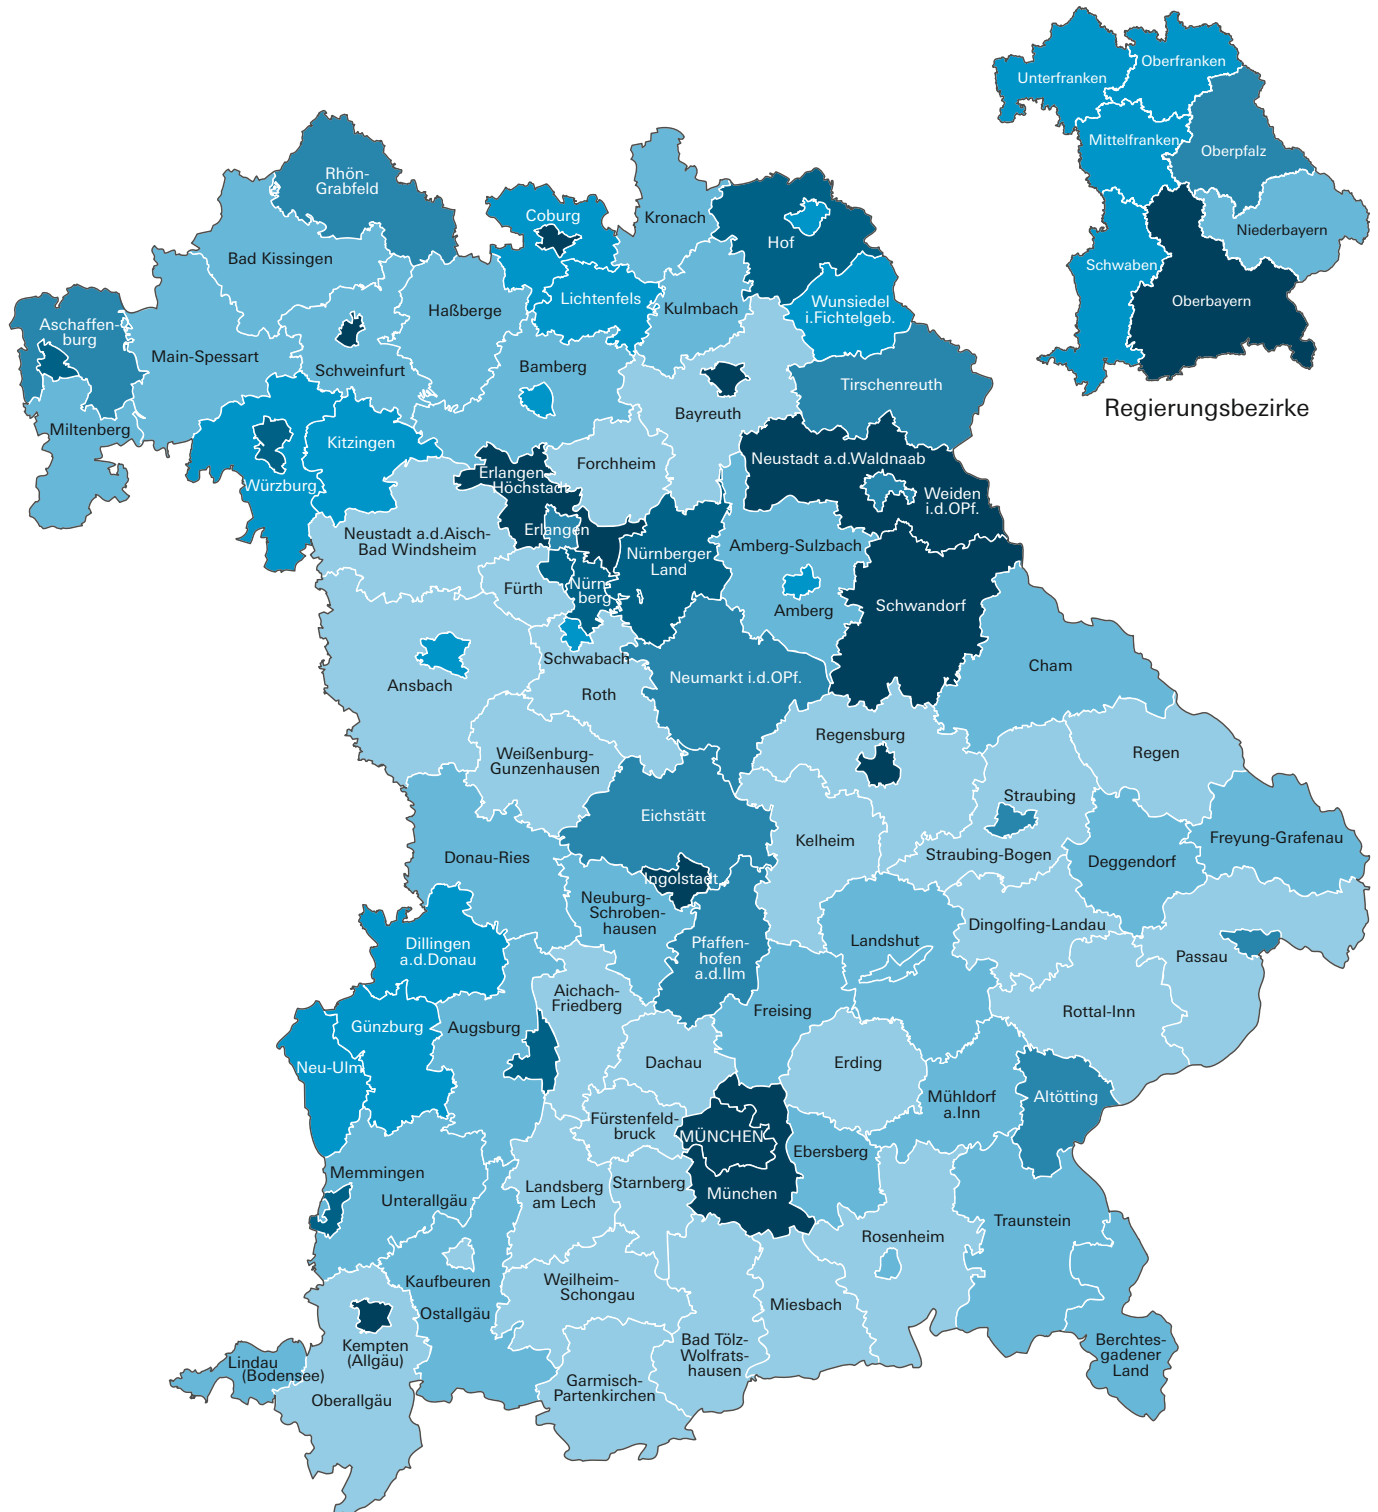 Unterfranken
Oberfranken
Mittelfranken
Oberpfalz
Niederbayern
Schwaben
Oberbayern
Regierungsbezirke
Rhön-
Grabfeld
Coburg
Kronach
Hof
Bad Kissingen
Lichtenfels
Haßberge
Kulmbach
Wunsiedel
i.Fichtelgeb.
Aschaffen-
burg
Main-Spessart
Schweinfurt
Bamberg
Tirschenreuth
Bayreuth
Miltenberg
Kitzingen
Würzburg
Forchheim
Erlangen-
Höchstadt
Neustadt a.d.Waldnaab
Weiden
i.d.OPf.
Neustadt a.d.Aisch-
Bad Windsheim
Erlangen
Nürnberger
Land
Amberg-Sulzbach
Fürth
Nürn-
berg
Amberg
Schwandorf
Schwabach
Ansbach
Roth
Neumarkt i.d.OPf.
Cham
Weißenburg-
Gunzenhausen
Regensburg
Regen
Straubing
Eichstätt
Kelheim
Straubing-Bogen
Deggendorf
Freyung-Grafenau
Donau-Ries
Ingolstadt
Neuburg-
Schroben-
hausen
Dingolfing-Landau
Landshut
Pfaffen-
hofen
a.d.Ilm
Passau
Dillingen
a.d.Donau
Aichach-
Friedberg
Freising
Rottal-Inn
Günzburg
Augsburg
Neu-Ulm
Dachau
Erding
Mühldorf
a.Inn
Altötting
Fürstenfeld-
bruck
MÜNCHEN
Ebersberg
Memmingen
Unterallgäu
Landsberg
am Lech
Starnberg
München
Traunstein
Rosenheim
Kaufbeuren
Ostallgäu
Weilheim-
Schongau
Miesbach
Kempten
(Allgäu)
Lindau
(Bodensee)
Bad Tölz-
Wolfrats-
hausen
Berchtes-
gadener
Land
Oberallgäu
Garmisch-
Partenkirchen